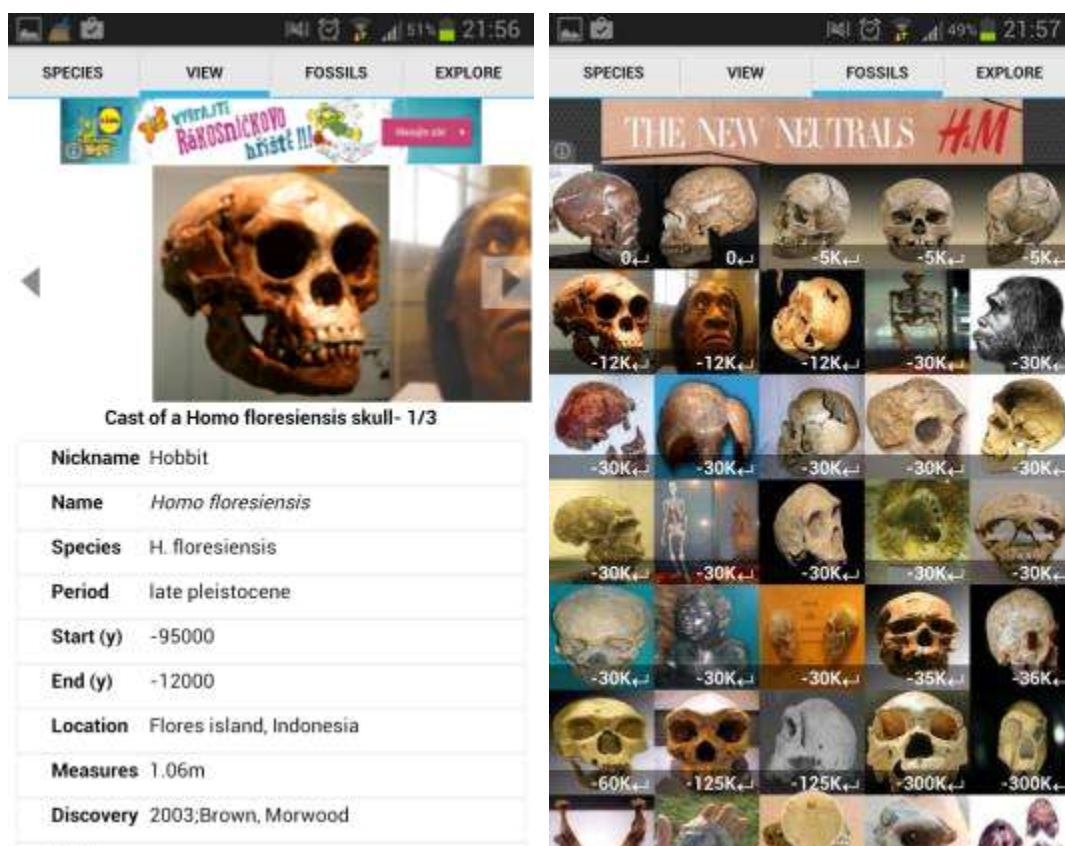 51% 21:56
SPECIES VIEW FOSSILS EXPLORE
VYHRAJTE
RÁKOSNÍČKOVO
hřiště !!!
Cast of a Homo floresiensis skull- 1/3
Nickname Hobbit
Name Homo floresiensis
Species H. floresiensis
Period late pleistocene
Start (y) -95000
End (y) -12000
Location Flores island, Indonesia
Measures 1.06m
Discovery 2003;Brown, Morwood
49% 21:57
SPECIES VIEW FOSSILS EXPLORE
THE NEW NEUTRALS H&M
0 0 -5K -5K -5K
-12K -12K -12K -30K -30K
-30K -30K -30K -30K -30K
-30K -30K -30K -30K -30K
-30K -30K -30K -35K -36K
-60K -125K -125K -300K -300K